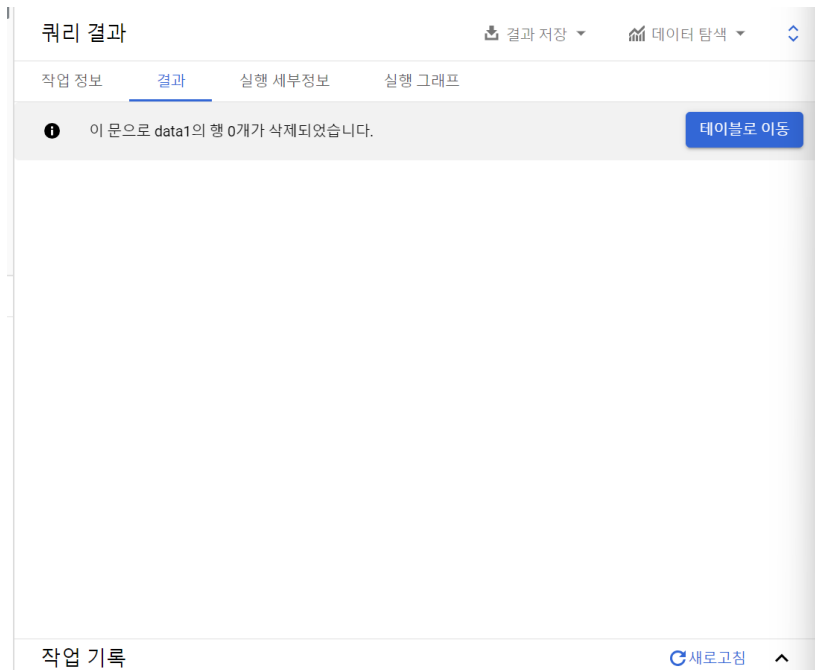 쿼리 결과
결과 저장
데이터 탐색
작업 정보
결과
실행 세부정보
실행 그래프
이 문으로 data1의 행 0개가 삭제되었습니다.
테이블로 이동
작업 기록
새로고침